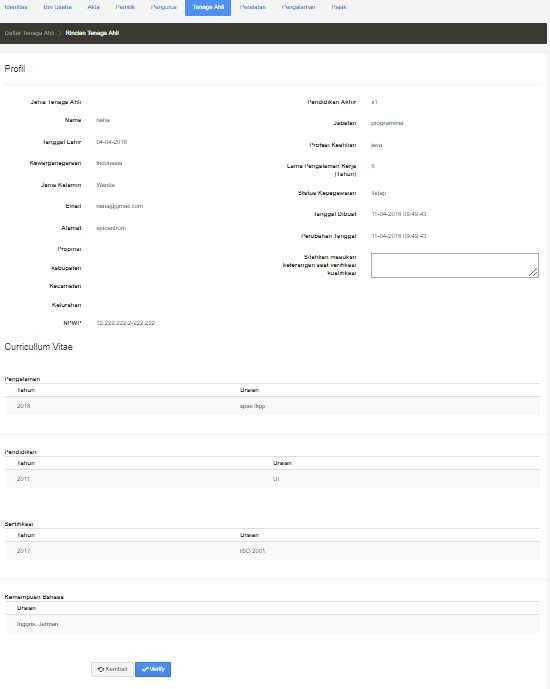 Identitas Izin Usaha Akta Pemilik Pengurus Tenaga Ahli Peralatan Pengalaman Pajak
Daftar Tenaga Ahli > Rincian Tenaga Ahli
Profil
Jenis Tenaga Ahli
Nama nana
Tanggal Lahir 04-04-2018
Kewarganegaraan Indonesia
Jenis Kelamin Wanita
Email nana@gmail.com
Alamat epicentrum
Propinsi
kabupaten
Kecamatan
Kelurahan
NPWP 12.222.222.2-222.222
Pendidikan Akhir s1
Jabatan programmer
Profesi Keahlian java
Lama Pengalaman Kerja
(Tahun) 5
Status Kepegawaian Tetap
Tanggal Dibuat 11-04-2018 09:49:43
Perubahan Tanggal 11-04-2018 09:49:43
Silahkan masukan
keterangan saat verifikasi
kualifikasi
Curricullum Vitae
Pengalaman
Tahun Uraian
2018 spse lkpp
Pendidikan
Tahun Uraian
2011 UI
Sertifikasi
Tahun Uraian
2017 ISO 2001
Kemampuan Bahasa
Uraian
Inggris, Jerman
Kembali Verify